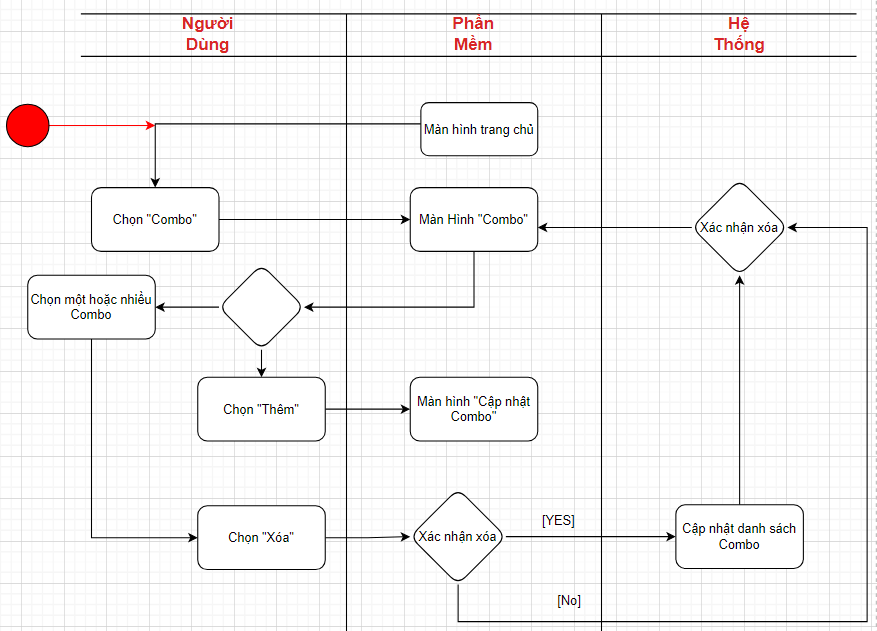 Người
Dùng
Phần
Mềm
Hệ
Thống
Màn hình trang chủ
Chọn "Combo"
Màn Hình "Combo"
Xác nhận xóa
Chọn một hoặc nhiều
Combo
Chọn "Thêm"
Màn hình "Cập nhật
Combo"
Chọn "Xóa"
Xác nhận xóa
[YES]
Cập nhật danh sách
Combo
[No]